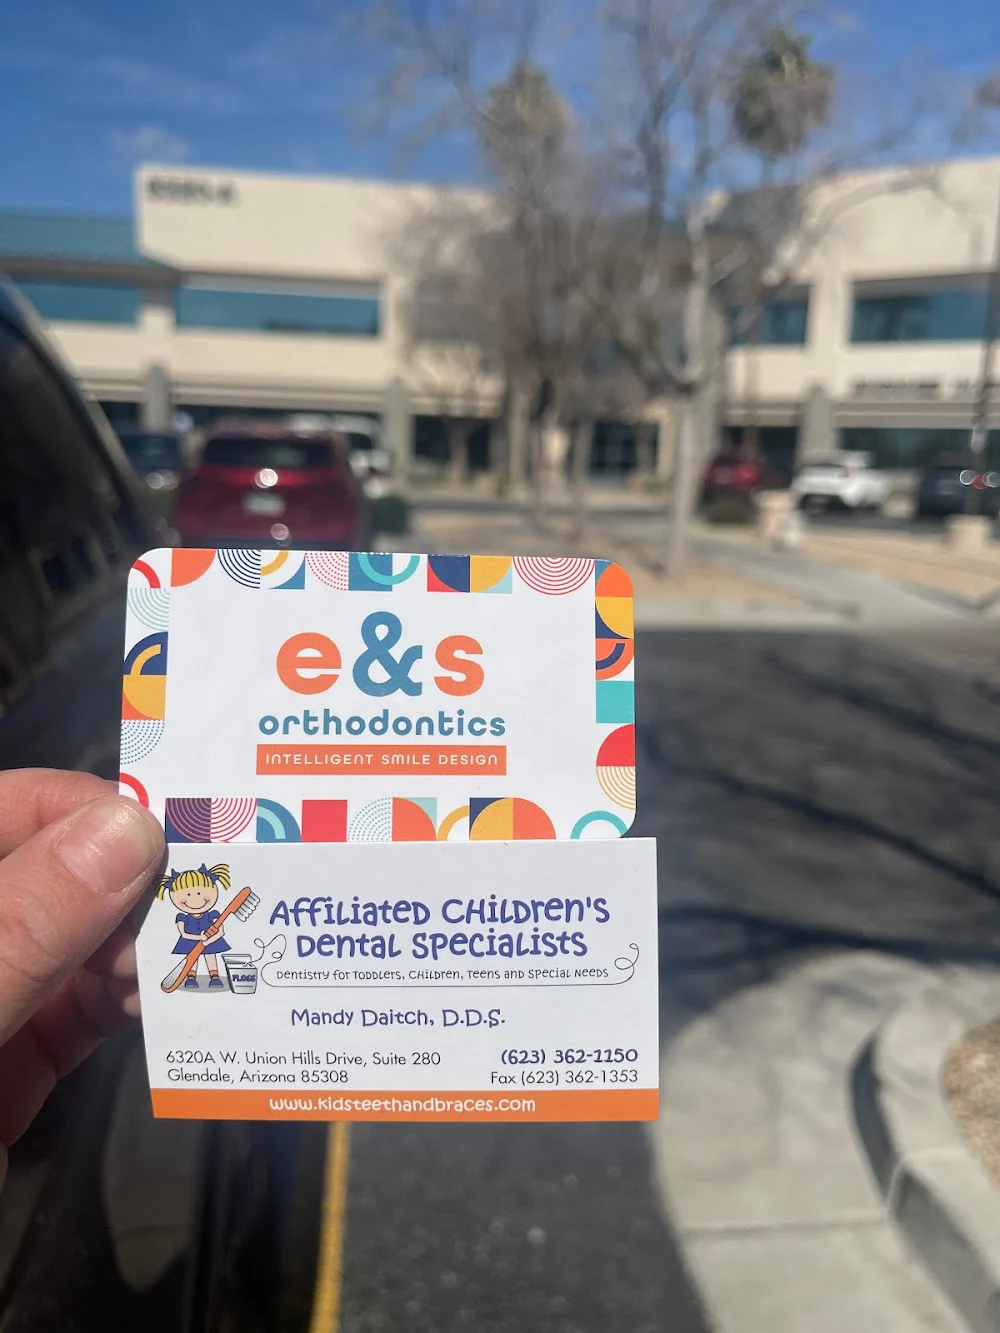 e&s
orthodontics
INTELLIGENT SMILE DESIGN
Affiliated Children's
Dental Specialists
Dentistry for Toddlers, Children, Teens and Special Needs
FLOSS
Mandy Daitch, D.D.S.
6320A W. Union Hills Drive, Suite 280
(623) 362-1150
Glendale, Arizona 85308
Fax (623) 362-1353
www.kidsteethandbraces.com